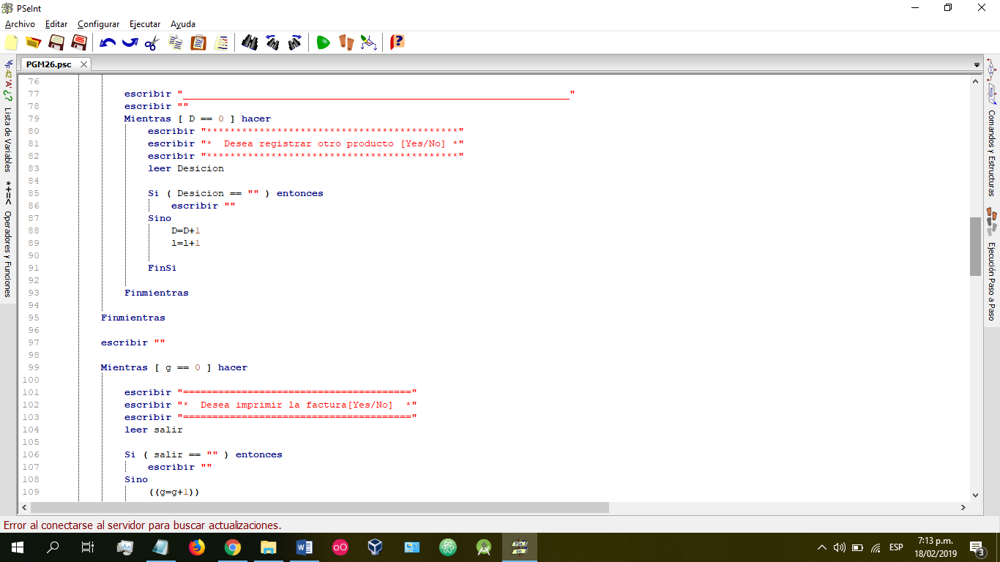 PSeInt
Archivo Editar Configurar Ejecutar Ayuda
PGM26.psc
76
77 escribir "__________________________________________________________________"
78 escribir ""
79 Mientras [ D == 0 ] hacer
80 escribir "*******************************************"
81 escribir "*  Desea registrar otro producto [Yes/No] *"
82 escribir "*******************************************"
83 leer Desicion
84
85 Si ( Desicion == "" ) entonces
86 escribir ""
87 Sino
88 D=D+1
89 l=l+1
90
91 FinSi
92
93 Finmientras
94
95 Finmientras
96
97 escribir ""
98
99 Mientras [ g == 0 ] hacer
100
101 escribir "======================================="
102 escribir "*  Desea imprimir la factura[Yes/No]  *"
103 escribir "======================================="
104 leer salir
105
106 Si ( salir == "" ) entonces
107 escribir ""
108 Sino
109 ((g=g+1))
*+=< Operadores y Funciones
42 'A' ¿? Lista de Variables
Comandos y Estructuras
Ejecución Paso a Paso
Error al conectarse al servidor para buscar actualizaciones.
ESP
7:13 p.m.
18/02/2019
3